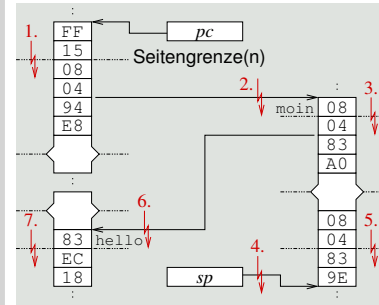 :
1.
FF
pc
15
Seitengrenze(n)
08
04
2.
:
3.
94
moin
08
E8
04
83
A0
6.
7.
08
5.
83
hello
04
EC
4.
83
18
sp
9E
:
: